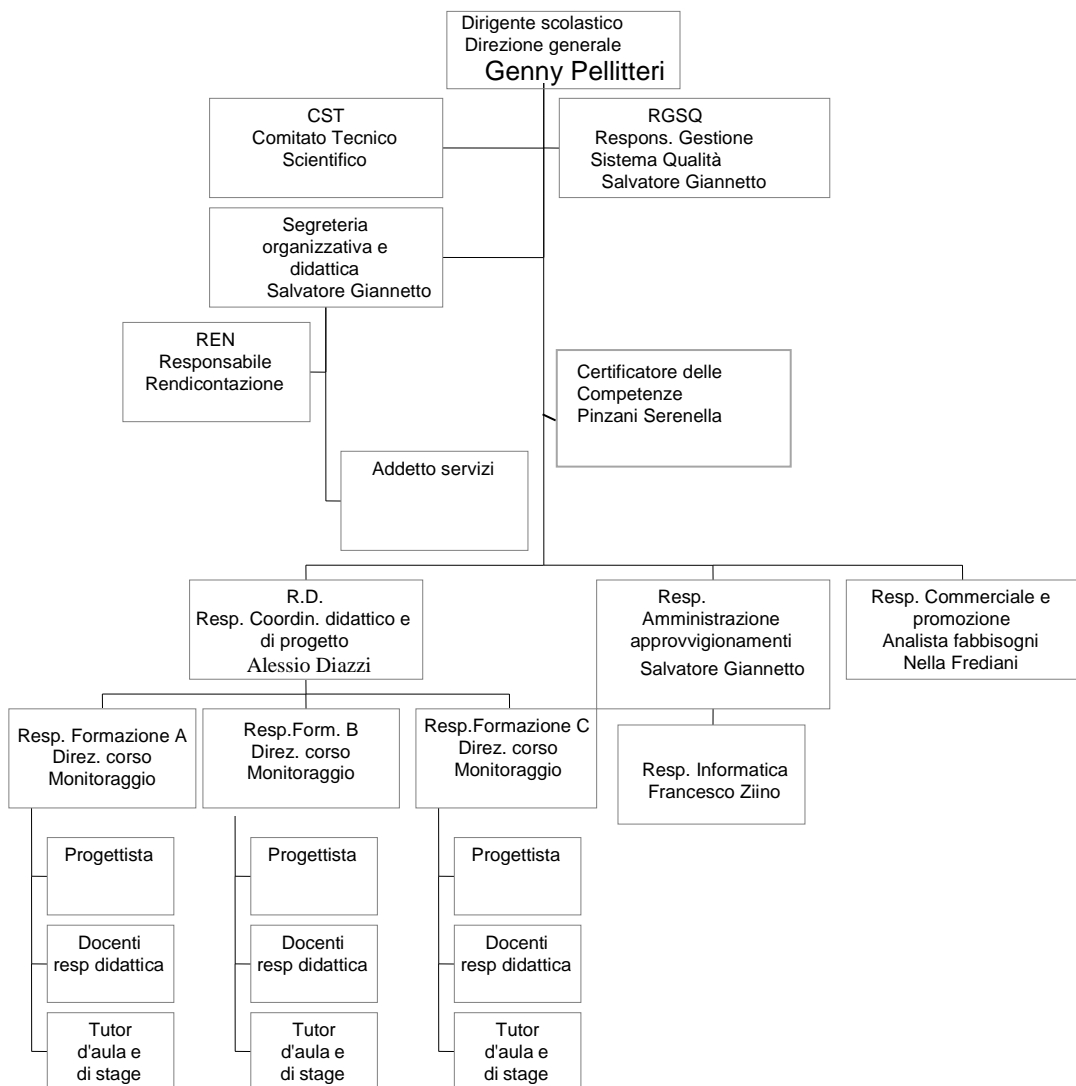 Dirigente scolastico
Direzione generale
Genny Pellitteri
CST
Comitato Tecnico
Scientifico
RGSQ
Respons. Gestione
Sistema Qualità
Salvatore Giannetto
Segreteria
organizzativa e
didattica
Salvatore Giannetto
REN
Responsabile
Rendicontazione
Certificatore delle
Competenze
Pinzani Serenella
Addetto servizi
R.D.
Resp. Coordin. didattico e
di progetto
Alessio Diazzi
Resp.
Amministrazione
approvvigionamenti
Salvatore Giannetto
Resp. Commerciale e
promozione
Analista fabbisogni
Nella Frediani
Resp. Formazione A
Direz. corso
Monitoraggio
Resp.Form. B
Direz. corso
Monitoraggio
Resp.Formazione C
Direz. corso
Monitoraggio
Resp. Informatica
Francesco Ziino
Progettista
Progettista
Progettista
Docenti
resp didattica
Docenti
resp didattica
Docenti
resp didattica
Tutor
d'aula e
di stage
Tutor
d'aula e
di stage
Tutor
d'aula e
di stage